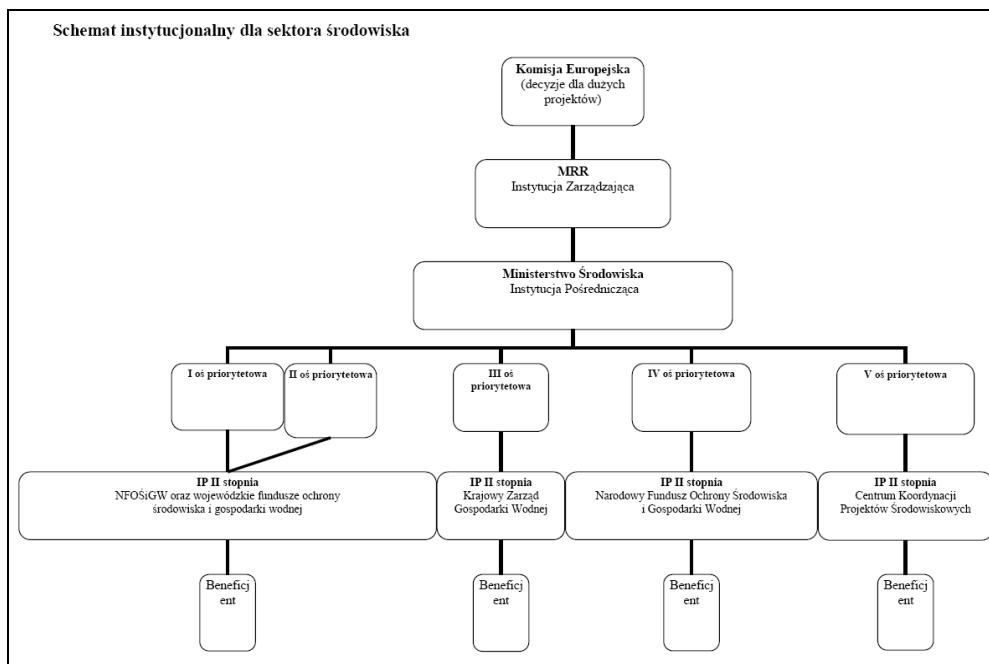 Schemat instytucjonalny dla sektora środowiska
Komisja Europejska
(decyzje dla dużych
projektów)
MRR
Instytucja Zarządzająca
Ministerstwo Środowiska
Instytucja Pośrednicząca
I oś priorytetowa
II oś priorytetowa
III oś
priorytetowa
IV oś priorytetowa
V oś priorytetowa
IP II stopnia
NFOŚiGW oraz wojewódzkie fundusze ochrony
środowiska i gospodarki wodnej
IP II stopnia
Krajowy Zarząd
Gospodarki Wodnej
IP II stopnia
Narodowy Fundusz Ochrony Środowiska
i Gospodarki Wodnej
IP II stopnia
Centrum Koordynacji
Projektów Środowiskowych
Beneficj
ent
Beneficj
ent
Beneficj
ent
Beneficj
ent